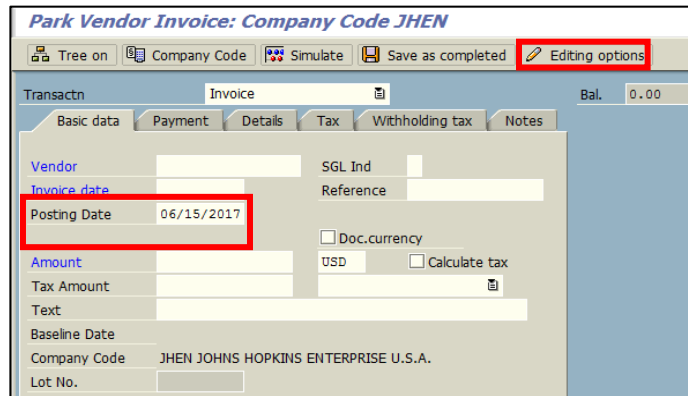 Park Vendor Invoice: Company Code JHEN
Tree on Company Code Simulate Save as completed Editing options
Transactn Invoice Bal. 0.00
Basic data Payment Details Tax Withholding tax Notes
Vendor SGL Ind
Invoice date Reference
Posting Date 06/15/2017
Doc.currency
Amount USD Calculate tax
Tax Amount
Text
Baseline Date
Company Code JHEN JOHNS HOPKINS ENTERPRISE U.S.A.
Lot No.